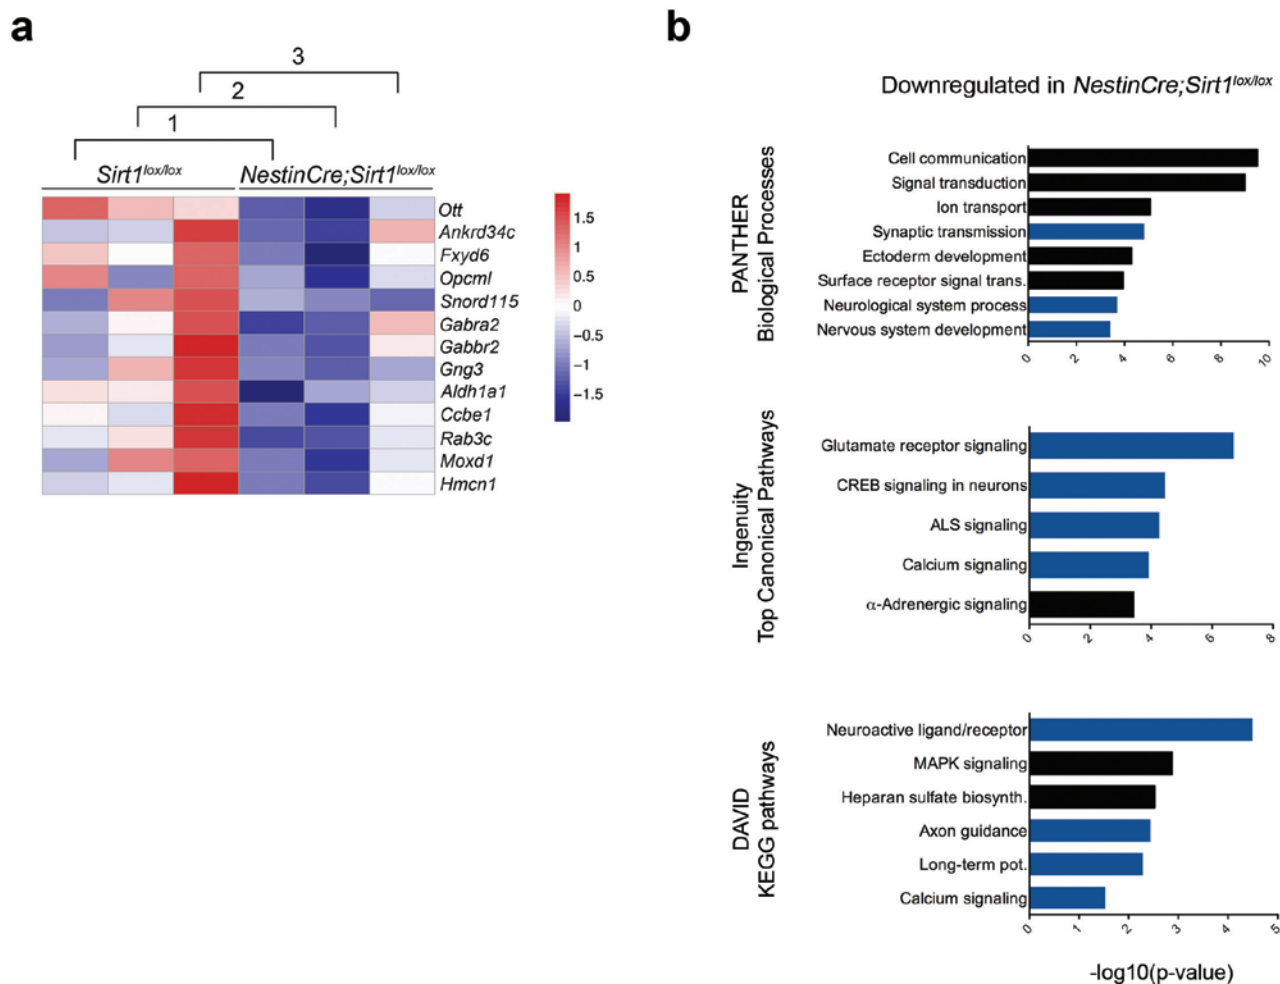 a
3
2
1
Sirt1lox/lox
NestinCre;Sirt1lox/lox
Ott
Ankrd34c
Fxyd6
Opcml
Snord115
Gabra2
Gabbr2
Gng3
Aldh1a1
Ccbe1
Rab3c
Moxd1
Hmcn1
1.5
1
0.5
0
−0.5
−1
−1.5
b
Downregulated in NestinCre;Sirt1lox/lox
PANTHER
Biological Processes
Cell communication
Signal transduction
Ion transport
Synaptic transmission
Ectoderm development
Surface receptor signal trans.
Neurological system process
Nervous system development
0 2 4 6 8 10
Ingenuity
Top Canonical Pathways
Glutamate receptor signaling
CREB signaling in neurons
ALS signaling
Calcium signaling
α-Adrenergic signaling
0 2 4 6 8
DAVID
KEGG pathways
Neuroactive ligand/receptor
MAPK signaling
Heparan sulfate biosynth.
Axon guidance
Long-term pot.
Calcium signaling
0 1 2 3 4 5
-log10(p-value)